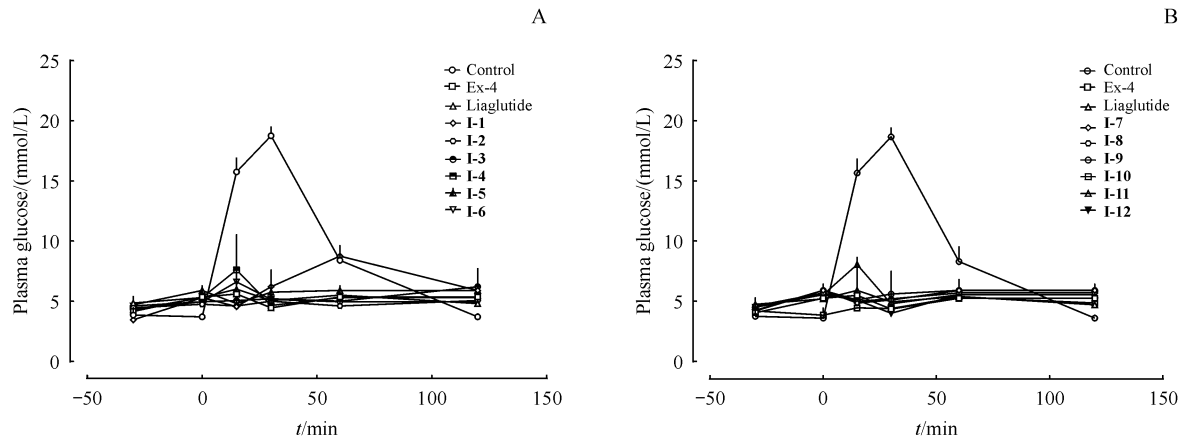 A
25
20
15
10
5
0
Plasma glucose/(mmol/L)
Control
Ex-4
Liaglutide
I-1
I-2
I-3
I-4
I-5
I-6
−50
0
50
100
150
t/min
B
25
20
15
10
5
0
Plasma glucose/(mmol/L)
Control
Ex-4
Liaglutide
I-7
I-8
I-9
I-10
I-11
I-12
−50
0
50
100
150
t/min